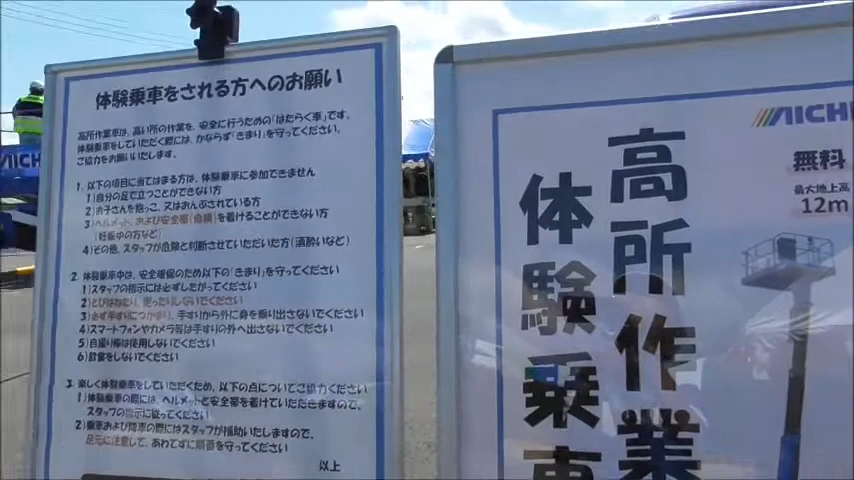 体験乗車をされる方へのお願い
高所作業車は、高い所の作業を、安全に行うための「はたらく車」です。
体験乗車をしていただく際には、かならず「きまり」を守ってください。
ご協力をお願いします。
1.以下の項目に当てはまる方は、体験乗車に参加できません
1)自分の足で立つことができない方
2)お子さんを抱っこ、又はおんぶされる方
3)ヘルメット、および安全帯を着けることができない方
(妊娠中の方など)
4)その他、スタッフが危険と判断させていただいた方(酒酔いなど)
2.体験乗車中は、安全確保のため以下の「きまり」を守ってください
1)スタッフの指示には必ずしたがってください。
2)とびはねたり、走ったりしないでください。
3)必ず手すりにつかまり、手すりから外に身を乗り出さないでください
4)スマートフォンやカメラ等は手すりの外へ出さないでください
5)自撮り棒は使用しないでください。
6)飲食はしないでください。
3.楽しく体験乗車をしていただくため、以下の点についてご協力ください
1)乗車の際、スタッフがヘルメットと安全帯を着けていただきますので、
スタッフの指示に従ってください
2)乗車および降車の際にはスタッフが補助いたしますので、
足元に注意して、あわてずに順番を守ってください。
以上
AICHI
高所作業
体験乗車
無料
最大地上高
12m